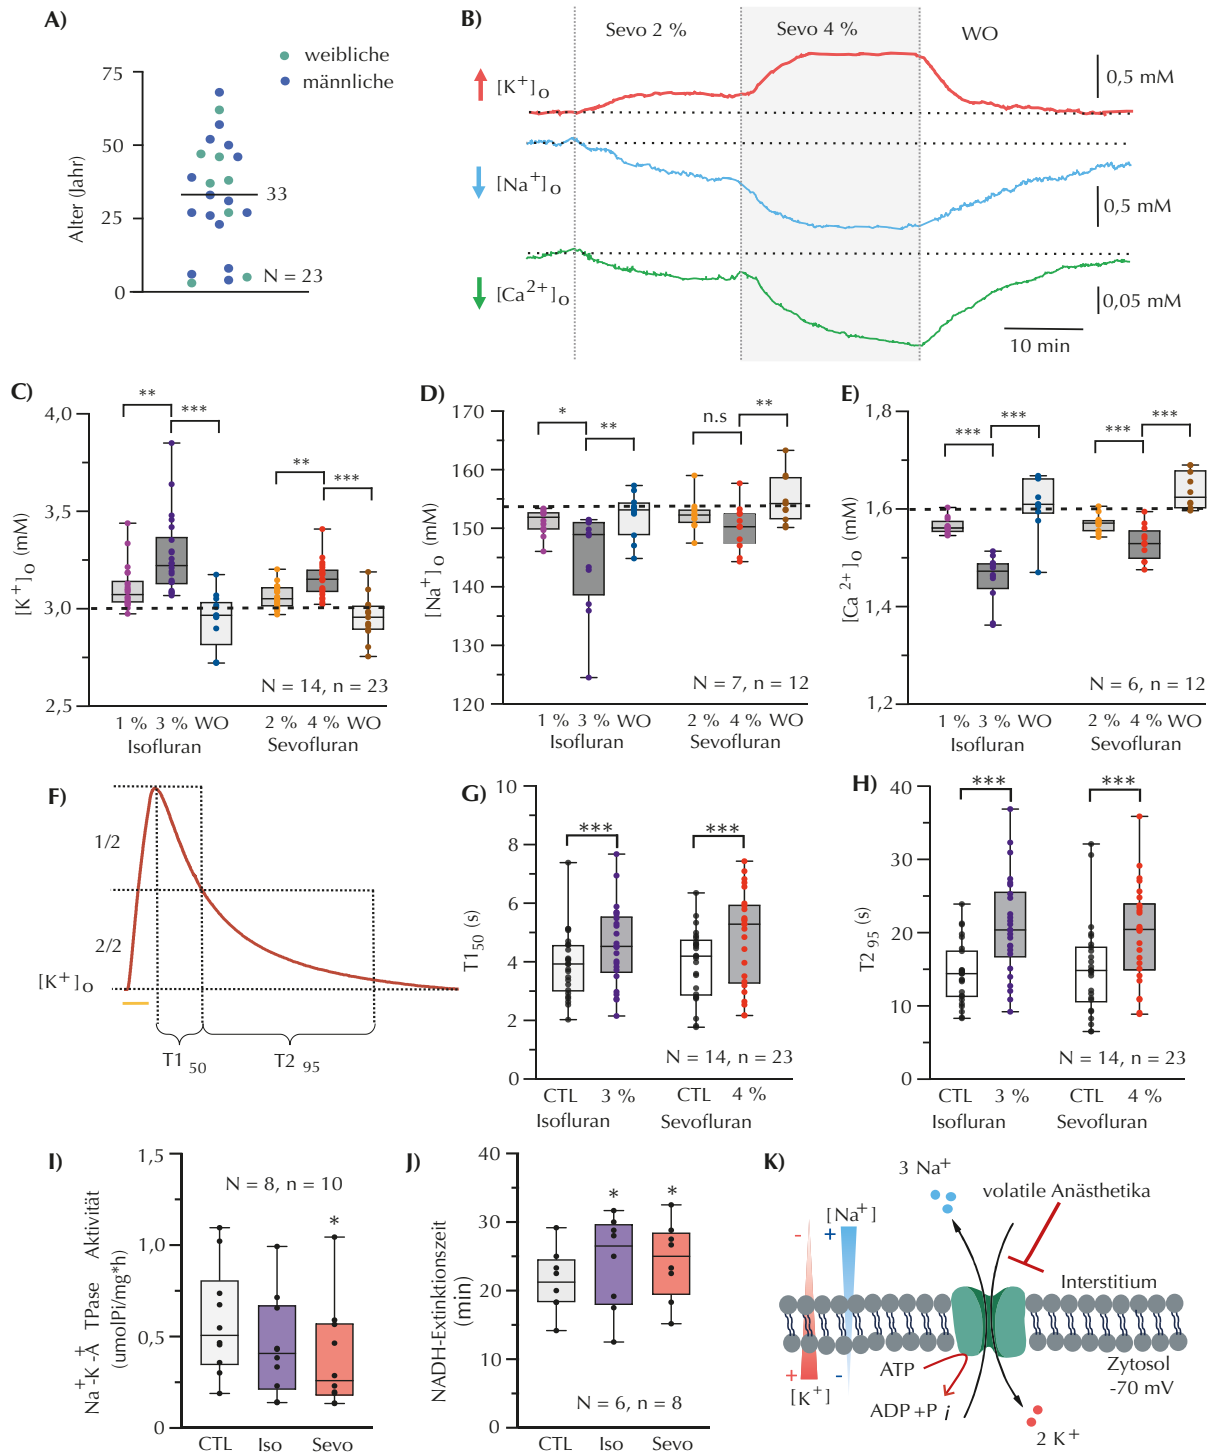 A)
weibliche
männliche
75
50
25
0
Alter (Jahr)
33
N = 23
B)
Sevo 2 %
Sevo 4 %
WO
[K+]o
0,5 mM
[Na+]o
0,5 mM
[Ca2+]o
0,05 mM
10 min
C)
** *** ** ***
4,0
3,5
3,0
2,5
[K+]o (mM)
N = 14, n = 23
1 % 3 % WO 2 % 4 % WO
Isofluran Sevofluran
D)
* ** n.s **
170
160
150
140
130
120
[Na+]o (mM)
N = 7, n = 12
1 % 3 % WO 2 % 4 % WO
Isofluran Sevofluran
E)
*** *** *** ***
1,8
1,6
1,4
1,2
[Ca 2+]o (mM)
N = 6, n = 12
1 % 3 % WO 2 % 4 % WO
Isofluran Sevofluran
F)
1/2
2/2
[K+]o
T1 50
T2 95
G)
*** ***
10
8
6
4
2
0
T1 50 (s)
N = 14, n = 23
CTL 3 % CTL 4 %
Isofluran Sevofluran
H)
*** ***
40
30
20
10
0
T2 95 (s)
N = 14, n = 23
CTL 3 % CTL 4 %
Isofluran Sevofluran
I)
1,5
1,0
0,5
0
Na+-K+-A TPase Aktivität
(umolPi/mg*h)
N = 8, n = 10
*
CTL Iso Sevo
J)
40
30
20
10
0
NADH-Extinktionszeit
(min)
* *
N = 6, n = 8
CTL Iso Sevo
K)
3 Na+
volatile Anästhetika
[Na+]
- +
Interstitium
ATP
Zytosol
-70 mV
+ -
[K+]
ADP +P i
2 K+